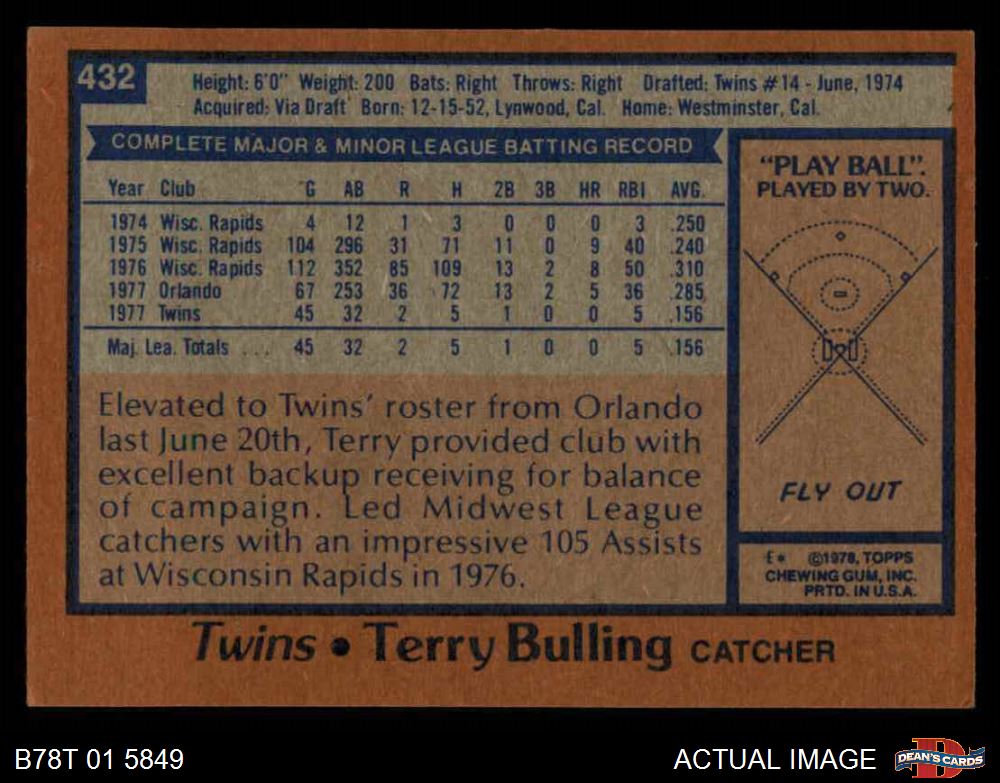 432
Height: 6'0" Weight: 200 Bats: Right Throws: Right Drafted: Twins #14 - June, 1974
Acquired: Via Draft Born: 12-15-52, Lynwood, Cal. Home: Westminster, Cal.
COMPLETE MAJOR & MINOR LEAGUE BATTING RECORD
Year Club G AB R H 2B 3B HR RBI AVG.
1974 Wisc. Rapids 4 12 1 3 0 0 0 3 .250
1975 Wisc. Rapids 104 296 31 71 11 0 9 40 .240
1976 Wisc. Rapids 112 352 85 109 13 2 8 50 .310
1977 Orlando 67 253 36 72 13 2 5 36 .285
1977 Twins 45 32 2 5 1 0 0 5 .156
Maj. Lea. Totals ... 45 32 2 5 1 0 0 5 .156
Elevated to Twins' roster from Orlando
last June 20th, Terry provided club with
excellent backup receiving for balance
of campaign. Led Midwest League
catchers with an impressive 105 Assists
at Wisconsin Rapids in 1976.
"PLAY BALL".
PLAYED BY TWO.
FLY OUT
E* ©1978, TOPPS
CHEWING GUM, INC.
PRTD. IN U.S.A.
Twins • Terry Bulling CATCHER
B78T 01 5849
ACTUAL IMAGE
D
DEAN'S CARDS